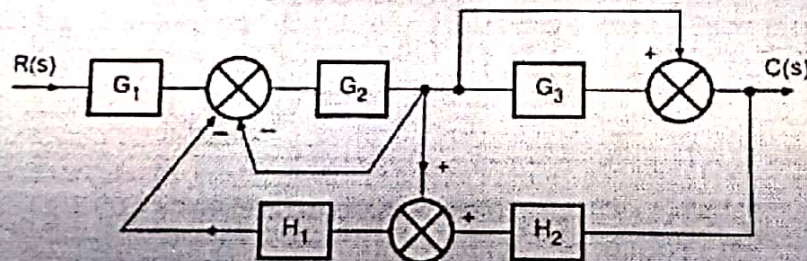 R(s)
G₁
G₂
G₃
C(s)
+
−
−
+
+
H₁
H₂